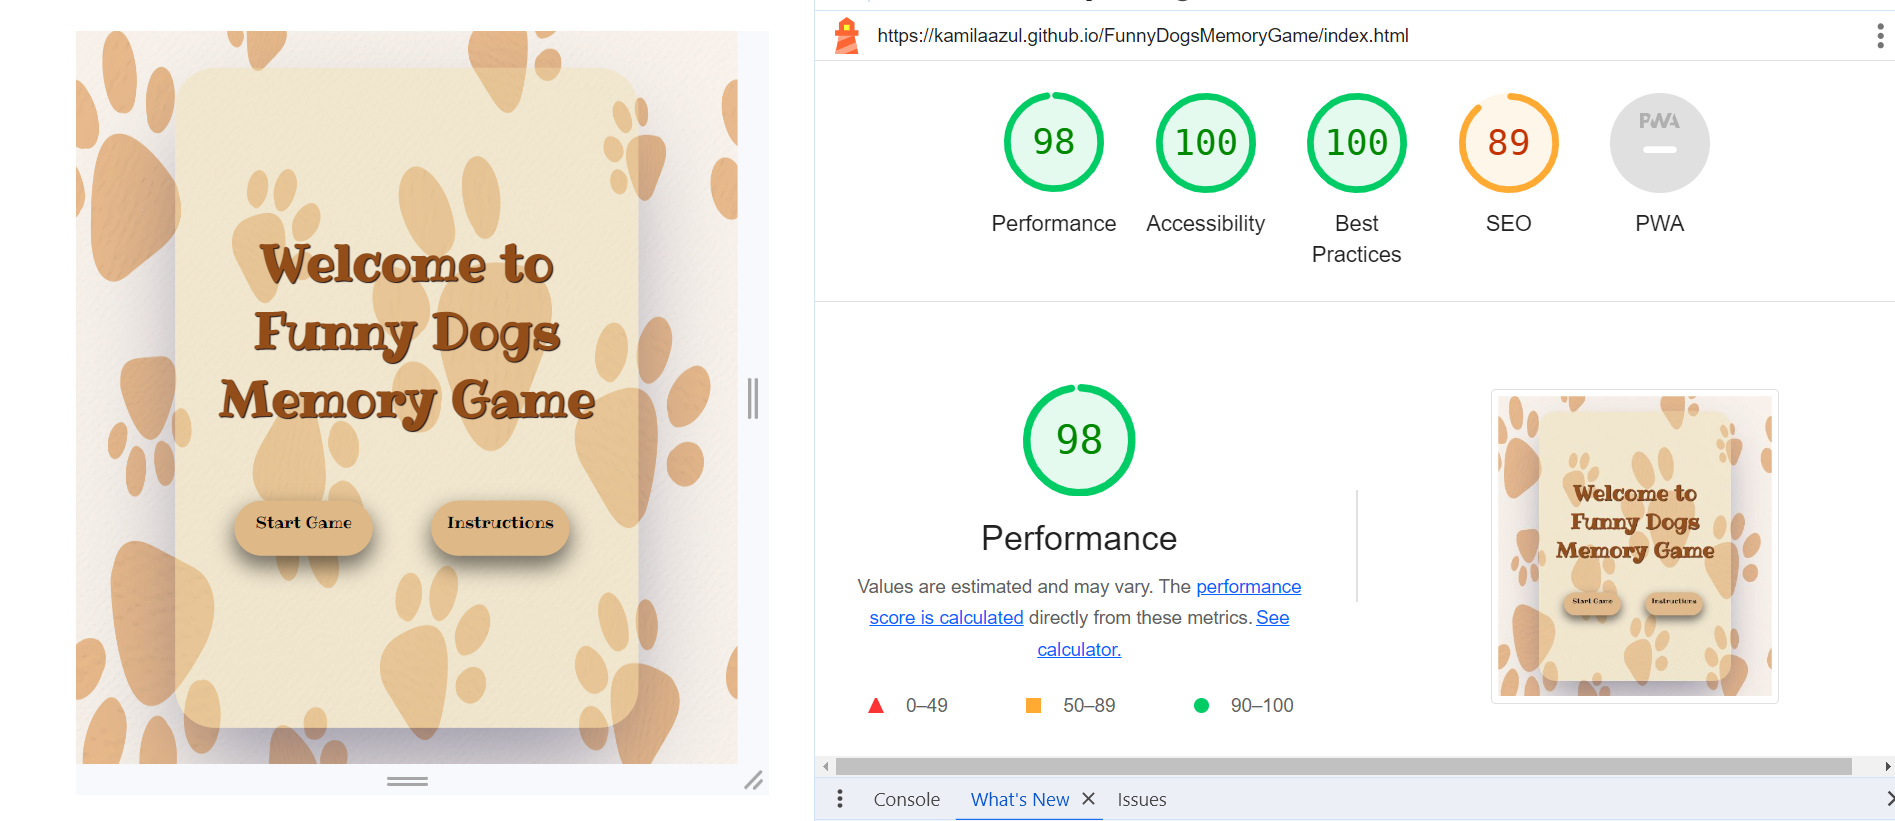 Welcome to
Funny Dogs
Memory Game
Start Game
Instructions
https://kamilaazul.github.io/FunnyDogsMemoryGame/index.html
98
100
100
89
PWA
Performance
Accessibility
Best
Practices
SEO
PWA
98
Performance
Values are estimated and may vary. The performance
score is calculated directly from these metrics. See
calculator.
0–49
50–89
90–100
Welcome to
Funny Dogs
Memory Game
Start Game
Instructions
Console
What's New
Issues